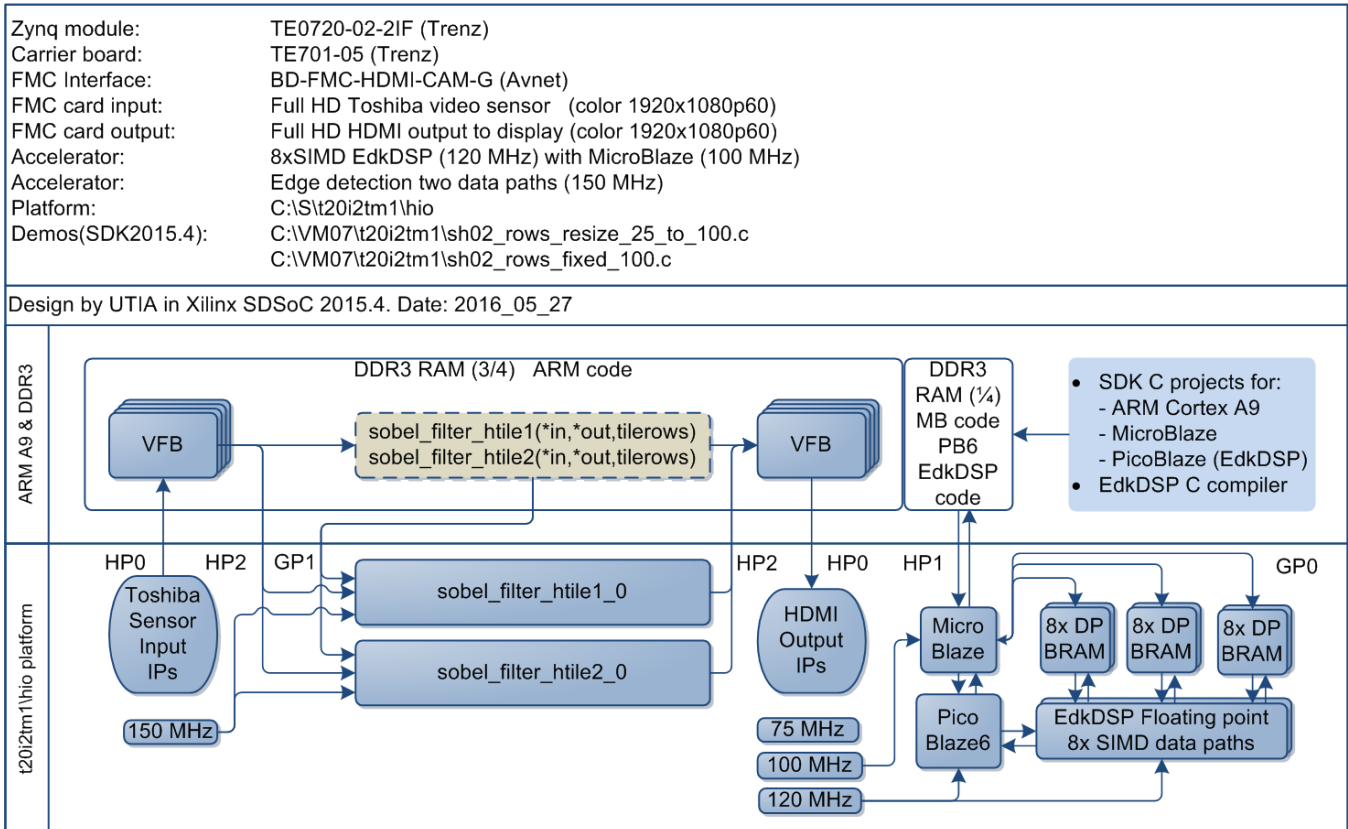 Zynq module: TE0720-02-2IF (Trenz)
Carrier board: TE701-05 (Trenz)
FMC Interface: BD-FMC-HDMI-CAM-G (Avnet)
FMC card input: Full HD Toshiba video sensor (color 1920x1080p60)
FMC card output: Full HD HDMI output to display (color 1920x1080p60)
Accelerator: 8xSIMD EdkDSP (120 MHz) with MicroBlaze (100 MHz)
Accelerator: Edge detection two data paths (150 MHz)
Platform: C:\S\t20i2tm1\hio
Demos(SDK2015.4): C:\VM07\t20i2tm1\sh02_rows_resize_25_to_100.c
C:\VM07\t20i2tm1\sh02_rows_fixed_100.c
Design by UTIA in Xilinx SDSoC 2015.4. Date: 2016_05_27
ARM A9 & DDR3
DDR3 RAM (3/4) ARM code
VFB
sobel_filter_htile1(*in,*out,tilerows)
sobel_filter_htile2(*in,*out,tilerows)
VFB
DDR3
RAM (¼)
MB code
PB6
EdkDSP
code
• SDK C projects for:
- ARM Cortex A9
- MicroBlaze
- PicoBlaze (EdkDSP)
• EdkDSP C compiler
t20i2tm1\hio platform
HP0
HP2
GP1
HP2
HP0
HP1
GP0
Toshiba
Sensor
Input
IPs
150 MHz
sobel_filter_htile1_0
sobel_filter_htile2_0
HDMI
Output
IPs
75 MHz
100 MHz
120 MHz
Micro
Blaze
Pico
Blaze6
8x DP
BRAM
8x DP
BRAM
8x DP
BRAM
EdkDSP Floating point
8x SIMD data paths